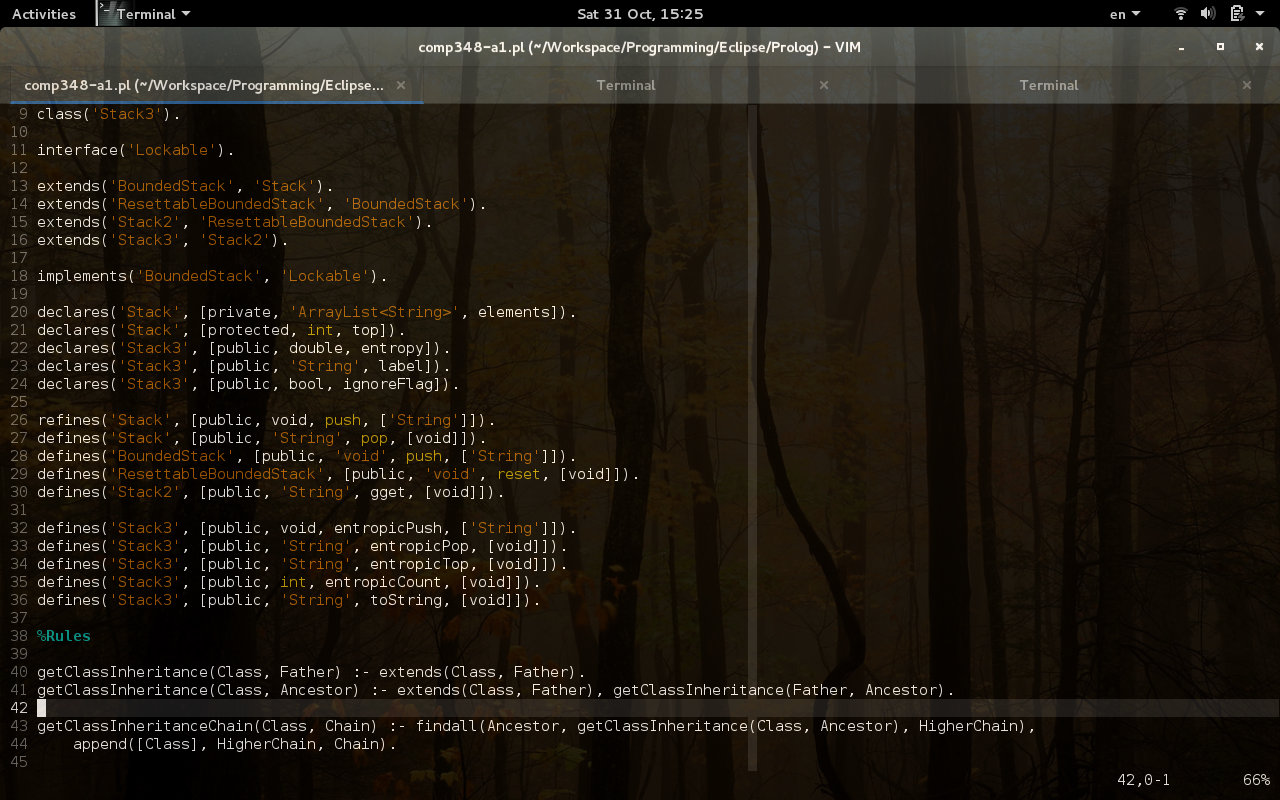 Activities Terminal Sat 31 Oct, 15:25 en
comp348-a1.pl (~/Workspace/Programming/Eclipse/Prolog) - VIM
comp348-a1.pl (~/Workspace/Programming/Eclipse... Terminal Terminal
9 class('Stack3').
10
11 interface('Lockable').
12
13 extends('BoundedStack', 'Stack').
14 extends('ResettableBoundedStack', 'BoundedStack').
15 extends('Stack2', 'ResettableBoundedStack').
16 extends('Stack3', 'Stack2').
17
18 implements('BoundedStack', 'Lockable').
19
20 declares('Stack', [private, 'ArrayList<String>', elements]).
21 declares('Stack', [protected, int, top]).
22 declares('Stack3', [public, double, entropy]).
23 declares('Stack3', [public, 'String', label]).
24 declares('Stack3', [public, bool, ignoreFlag]).
25
26 refines('Stack', [public, void, push, ['String']]).
27 defines('Stack', [public, 'String', pop, [void]]).
28 defines('BoundedStack', [public, 'void', push, ['String']]).
29 defines('ResettableBoundedStack', [public, 'void', reset, [void]]).
30 defines('Stack2', [public, 'String', gget, [void]]).
31
32 defines('Stack3', [public, void, entropicPush, ['String']]).
33 defines('Stack3', [public, 'String', entropicPop, [void]]).
34 defines('Stack3', [public, 'String', entropicTop, [void]]).
35 defines('Stack3', [public, int, entropicCount, [void]]).
36 defines('Stack3', [public, 'String', toString, [void]]).
37
38 %Rules
39
40 getClassInheritance(Class, Father) :- extends(Class, Father).
41 getClassInheritance(Class, Ancestor) :- extends(Class, Father), getClassInheritance(Father, Ancestor).
42
43 getClassInheritanceChain(Class, Chain) :- findall(Ancestor, getClassInheritance(Class, Ancestor), HigherChain),
44 append([Class], HigherChain, Chain).
45
42,0-1 66%